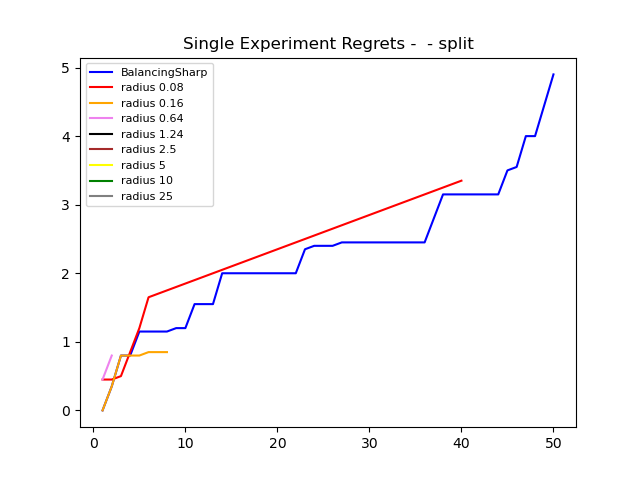 Single Experiment Regrets -  - split
BalancingSharp
radius 0.08
radius 0.16
radius 0.64
radius 1.24
radius 2.5
radius 5
radius 10
radius 25
5
4
3
2
1
0
0 10 20 30 40 50